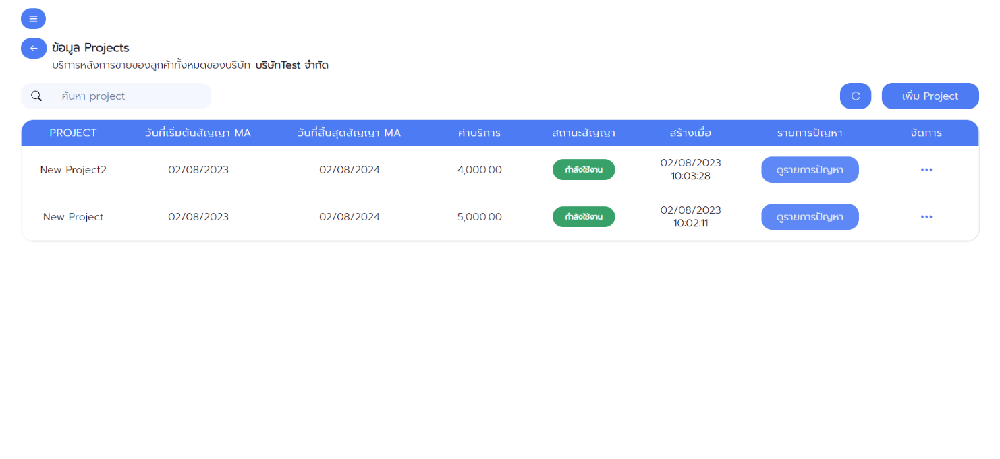 ข้อมูล Projects
บริการหลังการขายของลูกค้าทั้งหมดของบริษัท บริษัทTest จำกัด
ค้นหา project
เพิ่ม Project
PROJECT วันที่เริ่มต้นสัญญา MA วันที่สิ้นสุดสัญญา MA ค่าบริการ สถานะสัญญา สร้างเมื่อ รายการปัญหา จัดการ
New Project2 02/08/2023 02/08/2024 4,000.00 กำลังใช้งาน 02/08/2023 10:03:28 ดูรายการปัญหา
New Project 02/08/2023 02/08/2024 5,000.00 กำลังใช้งาน 02/08/2023 10:02:11 ดูรายการปัญหา